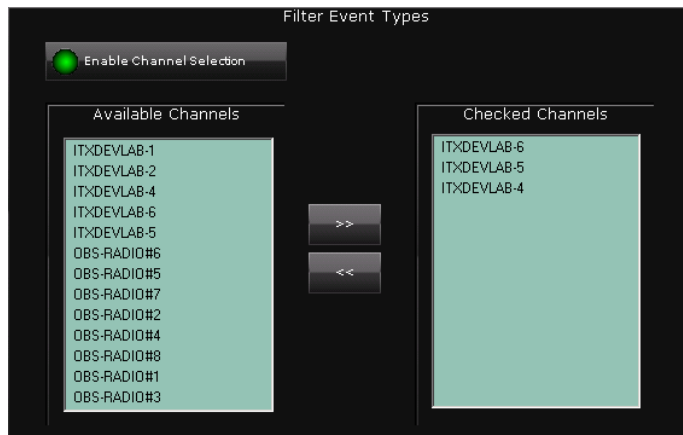 Filter Event Types
Enable Channel Selection
Available Channels
ITXDEVLAB-1
ITXDEVLAB-2
ITXDEVLAB-4
ITXDEVLAB-6
ITXDEVLAB-5
OBS-RADIO#6
OBS-RADIO#5
OBS-RADIO#7
OBS-RADIO#2
OBS-RADIO#4
OBS-RADIO#8
OBS-RADIO#1
OBS-RADIO#3
>>
<<
Checked Channels
ITXDEVLAB-6
ITXDEVLAB-5
ITXDEVLAB-4